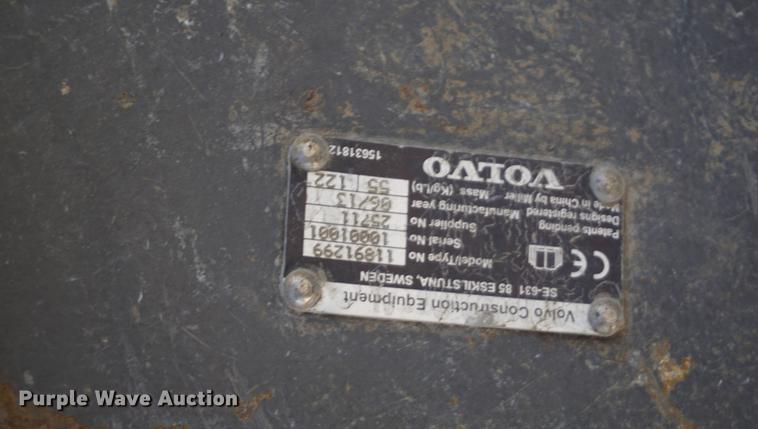 Volvo Construction Equipment
SE-631 85 ESKILSTUNA, SWEDEN
CE
Model/Type No 11891299
Serial No 10001001
Supplier No 25711
Manufacturing year 06/13
Mass (Kg/Lb) 55 122
Patents pending
Designs registered
Made in China by Miller
VOLVO
15631812
Purple Wave Auction